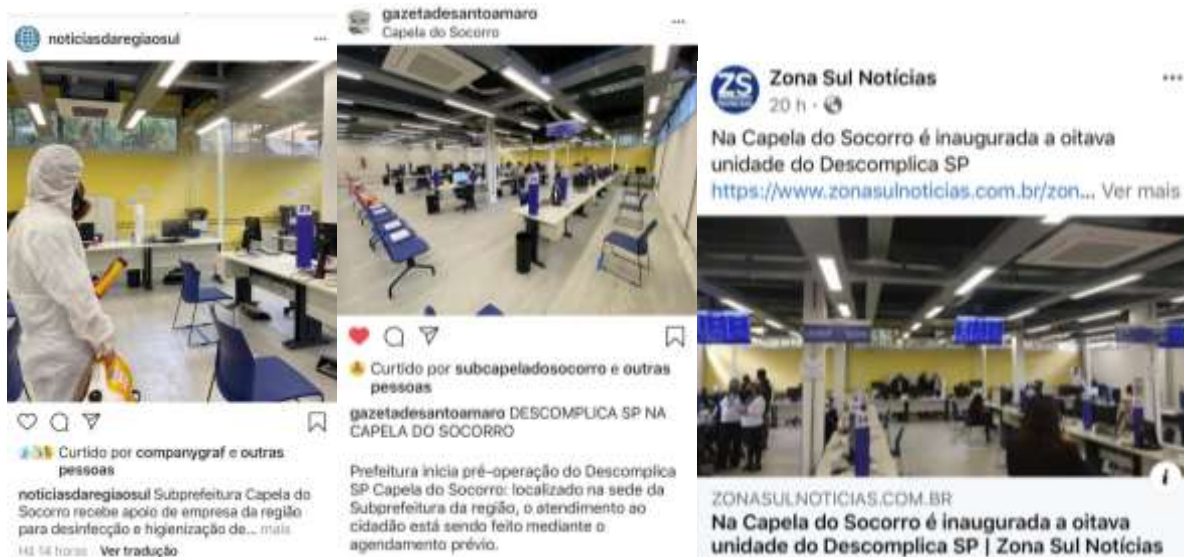 noticiasdaregiaosul
Curtido por companygraf e outras
pessoas
noticiasdaregiaosul Subprefeitura Capela do
Socorro recebe apoio de empresa da região
para desinfecção e higienização de... mais
Há 14 horas · Ver tradução
gazetadesantoamaro
Capela do Socorro
Curtido por subcapeladosocorro e outras
pessoas
gazetadesantoamaro DESCOMPLICA SP NA
CAPELA DO SOCORRO
Prefeitura inicia pré-operação do Descomplica
SP Capela do Socorro: localizado na sede da
Subprefeitura da região, o atendimento ao
cidadão está sendo feito mediante o
agendamento prévio.
ZS
Zona Sul Notícias
20 h ·
Na Capela do Socorro é inaugurada a oitava
unidade do Descomplica SP
https://www.zonasulnoticias.com.br/zon... Ver mais
ZONASULNOTICIAS.COM.BR
Na Capela do Socorro é inaugurada a oitava
unidade do Descomplica SP | Zona Sul Notícias